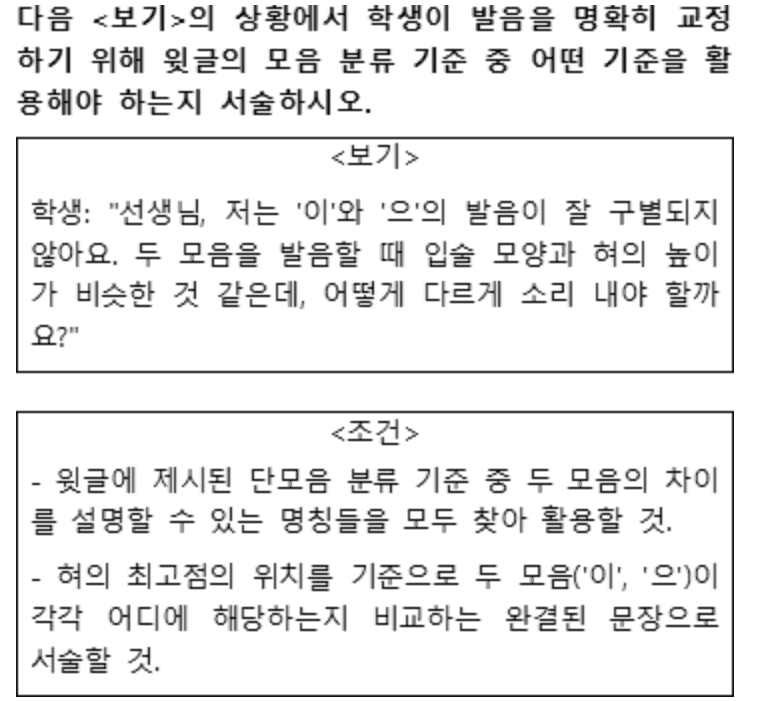 다음 <보기>의 상황에서 학생이 발음을 명확히 교정
하기 위해 윗글의 모음 분류 기준 중 어떤 기준을 활
용해야 하는지 서술하시오.
<보기>
학생: "선생님, 저는 '이'와 '으'의 발음이 잘 구별되지
않아요. 두 모음을 발음할 때 입술 모양과 혀의 높이
가 비슷한 것 같은데, 어떻게 다르게 소리 내야 할까
요?"
<조건>
- 윗글에 제시된 단모음 분류 기준 중 두 모음의 차이
를 설명할 수 있는 명칭들을 모두 찾아 활용할 것.
- 혀의 최고점의 위치를 기준으로 두 모음('이', '으')이
각각 어디에 해당하는지 비교하는 완결된 문장으로
서술할 것.